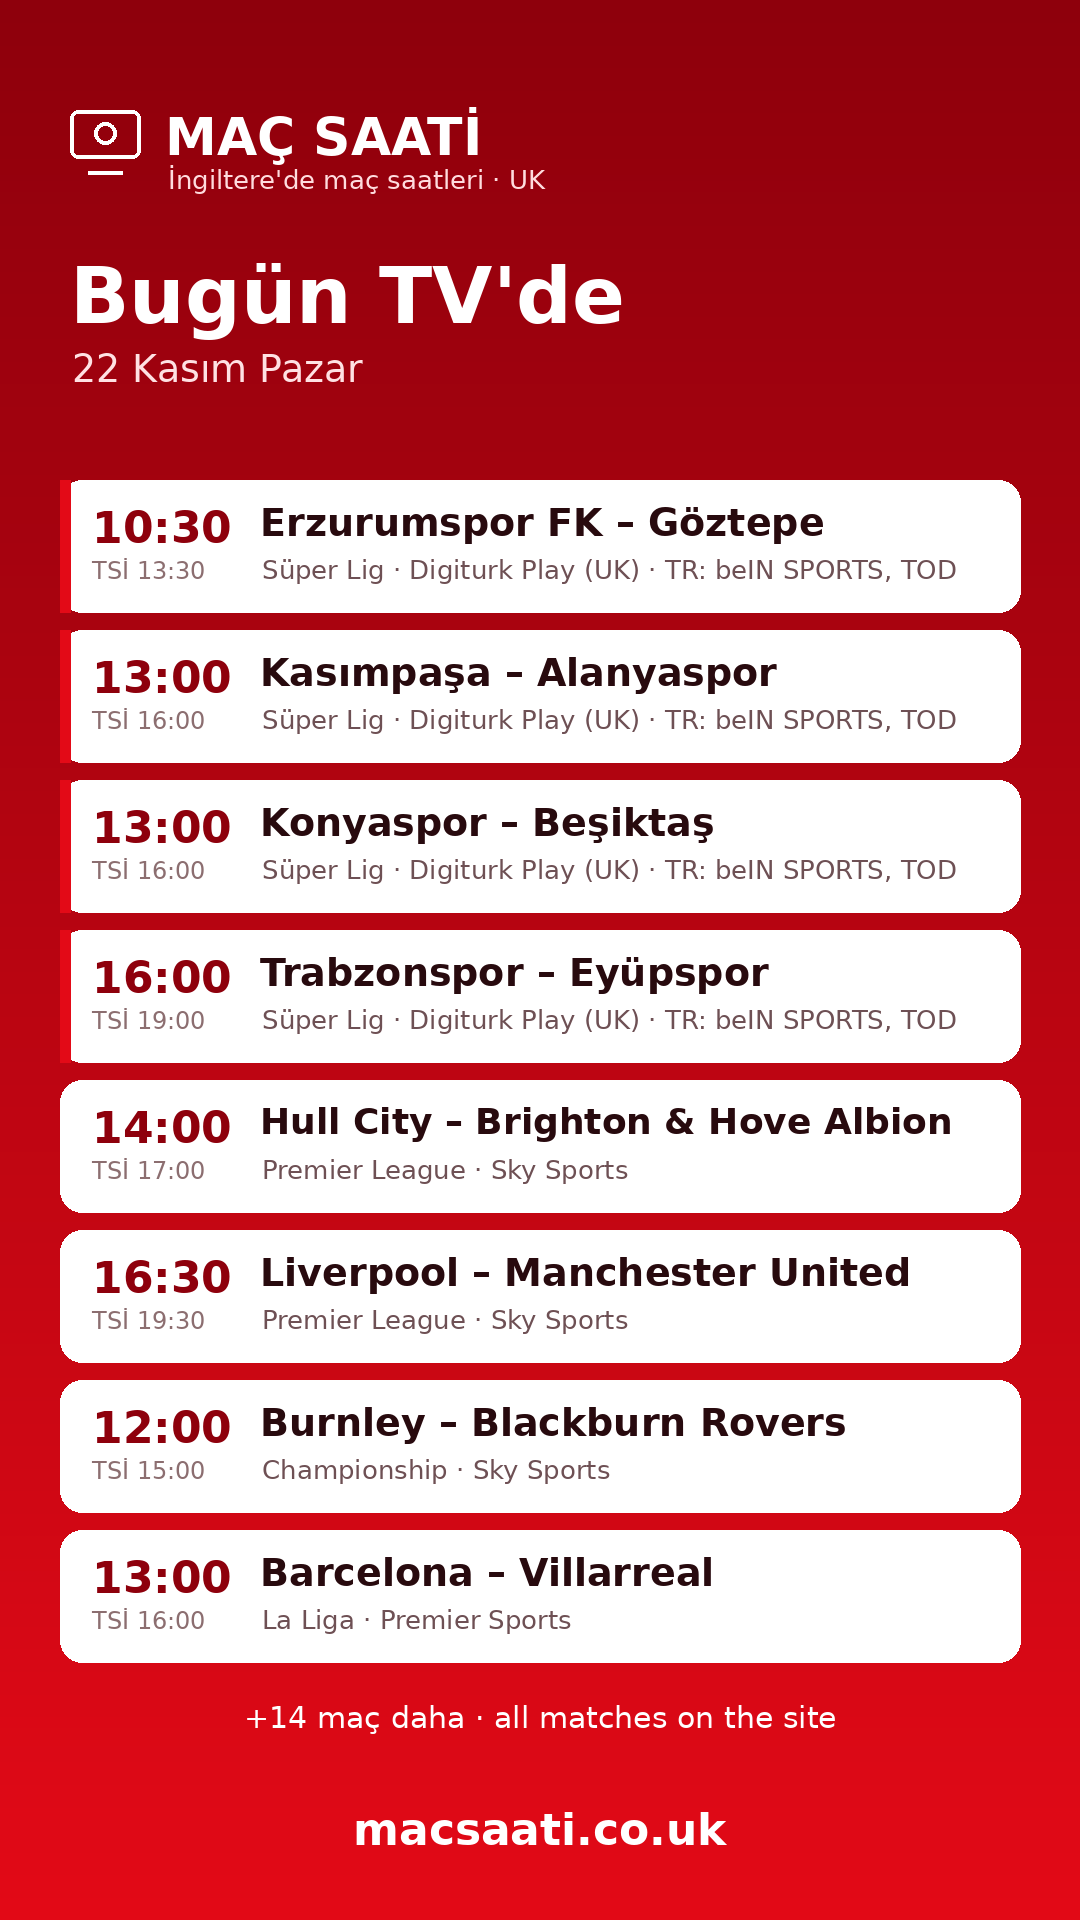 MAÇ SAATİ
İngiltere'de maç saatleri · UK
Bugün TV'de
22 Kasım Pazar
10:30 Erzurumspor FK – Göztepe
TSİ 13:30 Süper Lig · Digiturk Play (UK) · TR: beIN SPORTS, TOD
13:00 Kasımpaşa – Alanyaspor
TSİ 16:00 Süper Lig · Digiturk Play (UK) · TR: beIN SPORTS, TOD
13:00 Konyaspor – Beşiktaş
TSİ 16:00 Süper Lig · Digiturk Play (UK) · TR: beIN SPORTS, TOD
16:00 Trabzonspor – Eyüpspor
TSİ 19:00 Süper Lig · Digiturk Play (UK) · TR: beIN SPORTS, TOD
14:00 Hull City – Brighton & Hove Albion
TSİ 17:00 Premier League · Sky Sports
16:30 Liverpool – Manchester United
TSİ 19:30 Premier League · Sky Sports
12:00 Burnley – Blackburn Rovers
TSİ 15:00 Championship · Sky Sports
13:00 Barcelona – Villarreal
TSİ 16:00 La Liga · Premier Sports
+14 maç daha · all matches on the site
macsaati.co.uk